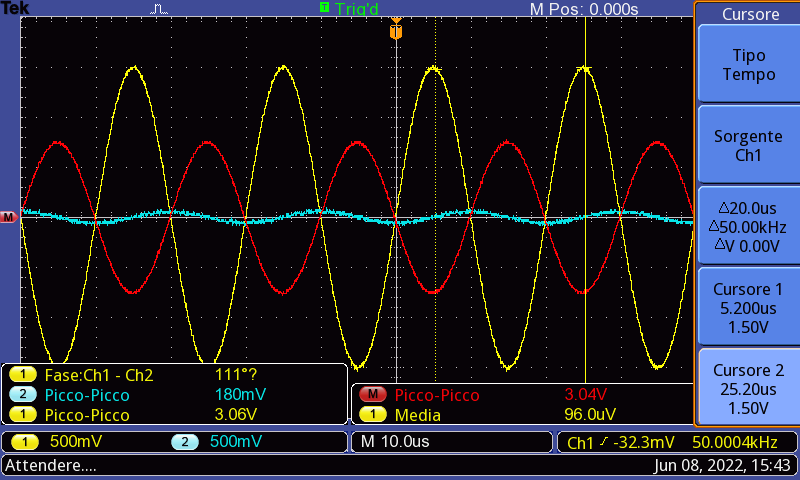 Tek T Trig'd M Pos: 0.000s
Cursore
T
Tipo
Tempo
Sorgente
Ch1
M
△20.0us
△50.00kHz
△V 0.00V
Cursore 1
5.200us
1.50V
Cursore 2
25.20us
1.50V
1 Fase:Ch1 - Ch2 111°?
2 Picco-Picco 180mV
1 Picco-Picco 3.06V
M Picco-Picco 3.04V
1 Media 96.0uV
1 500mV 2 500mV M 10.0us Ch1 -32.3mV 50.0004kHz
Attendere.... Jun 08, 2022, 15:43